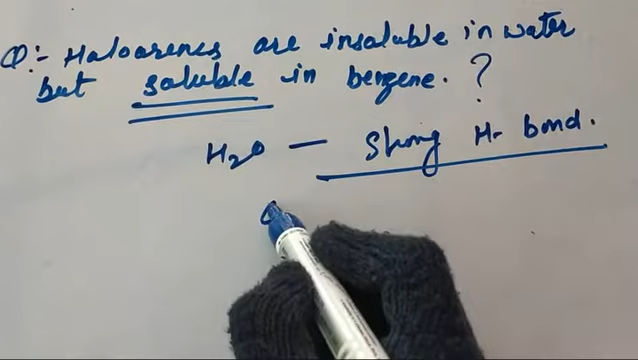 Q:- Haloarenes are insoluble in water
but soluble in benzene. ?
H2O — Strong H- bond.